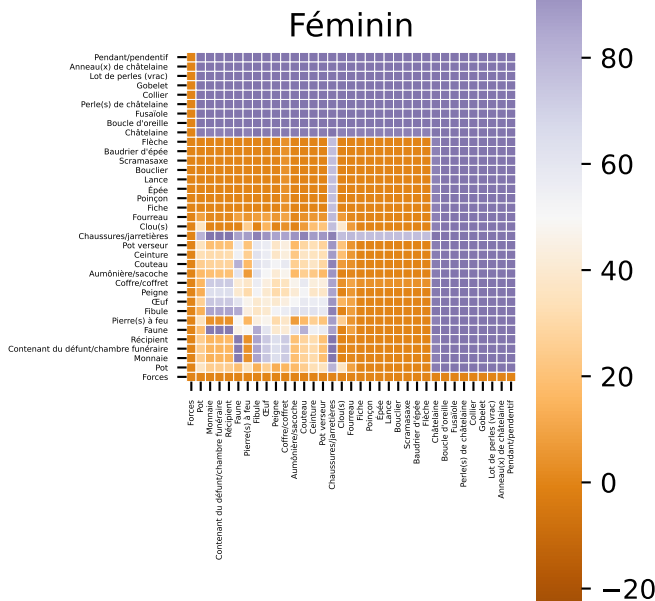 Féminin
Pendant/pendentif
Anneau(x) de châtelaine
Lot de perles (vrac)
Gobelet
Collier
Perle(s) de châtelaine
Fusaïole
Boucle d'oreille
Châtelaine
Flèche
Baudrier d'épée
Scramasaxe
Bouclier
Lance
Épée
Poinçon
Fiche
Fourreau
Clou(s)
Chaussures/jarretières
Pot verseur
Ceinture
Couteau
Aumônière/sacoche
Coffre/coffret
Peigne
Œuf
Fibule
Pierre(s) à feu
Faune
Récipient
Contenant du défunt/chambre funéraire
Monnaie
Pot
Forces
Forces
Pot
Monnaie
Contenant du défunt/chambre funéraire
Récipient
Faune
Pierre(s) à feu
Fibule
Œuf
Peigne
Coffre/coffret
Aumônière/sacoche
Couteau
Ceinture
Pot verseur
Chaussures/jarretières
Clou(s)
Fourreau
Fiche
Poinçon
Épée
Lance
Bouclier
Scramasaxe
Baudrier d'épée
Flèche
Châtelaine
Boucle d'oreille
Fusaïole
Perle(s) de châtelaine
Collier
Gobelet
Lot de perles (vrac)
Anneau(x) de châtelaine
Pendant/pendentif
80
60
40
20
0
−20